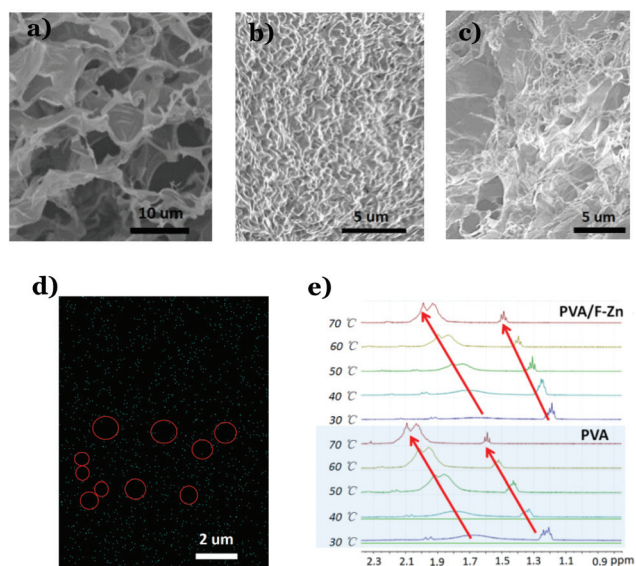 a)
b)
c)
10 um
5 um
5 um
d)
e)
2 um
PVA/F-Zn
70 ℃
60 ℃
50 ℃
40 ℃
30 ℃
PVA
70 ℃
60 ℃
50 ℃
40 ℃
30 ℃
2.3 2.1 1.9 1.7 1.5 1.3 1.1 0.9 ppm